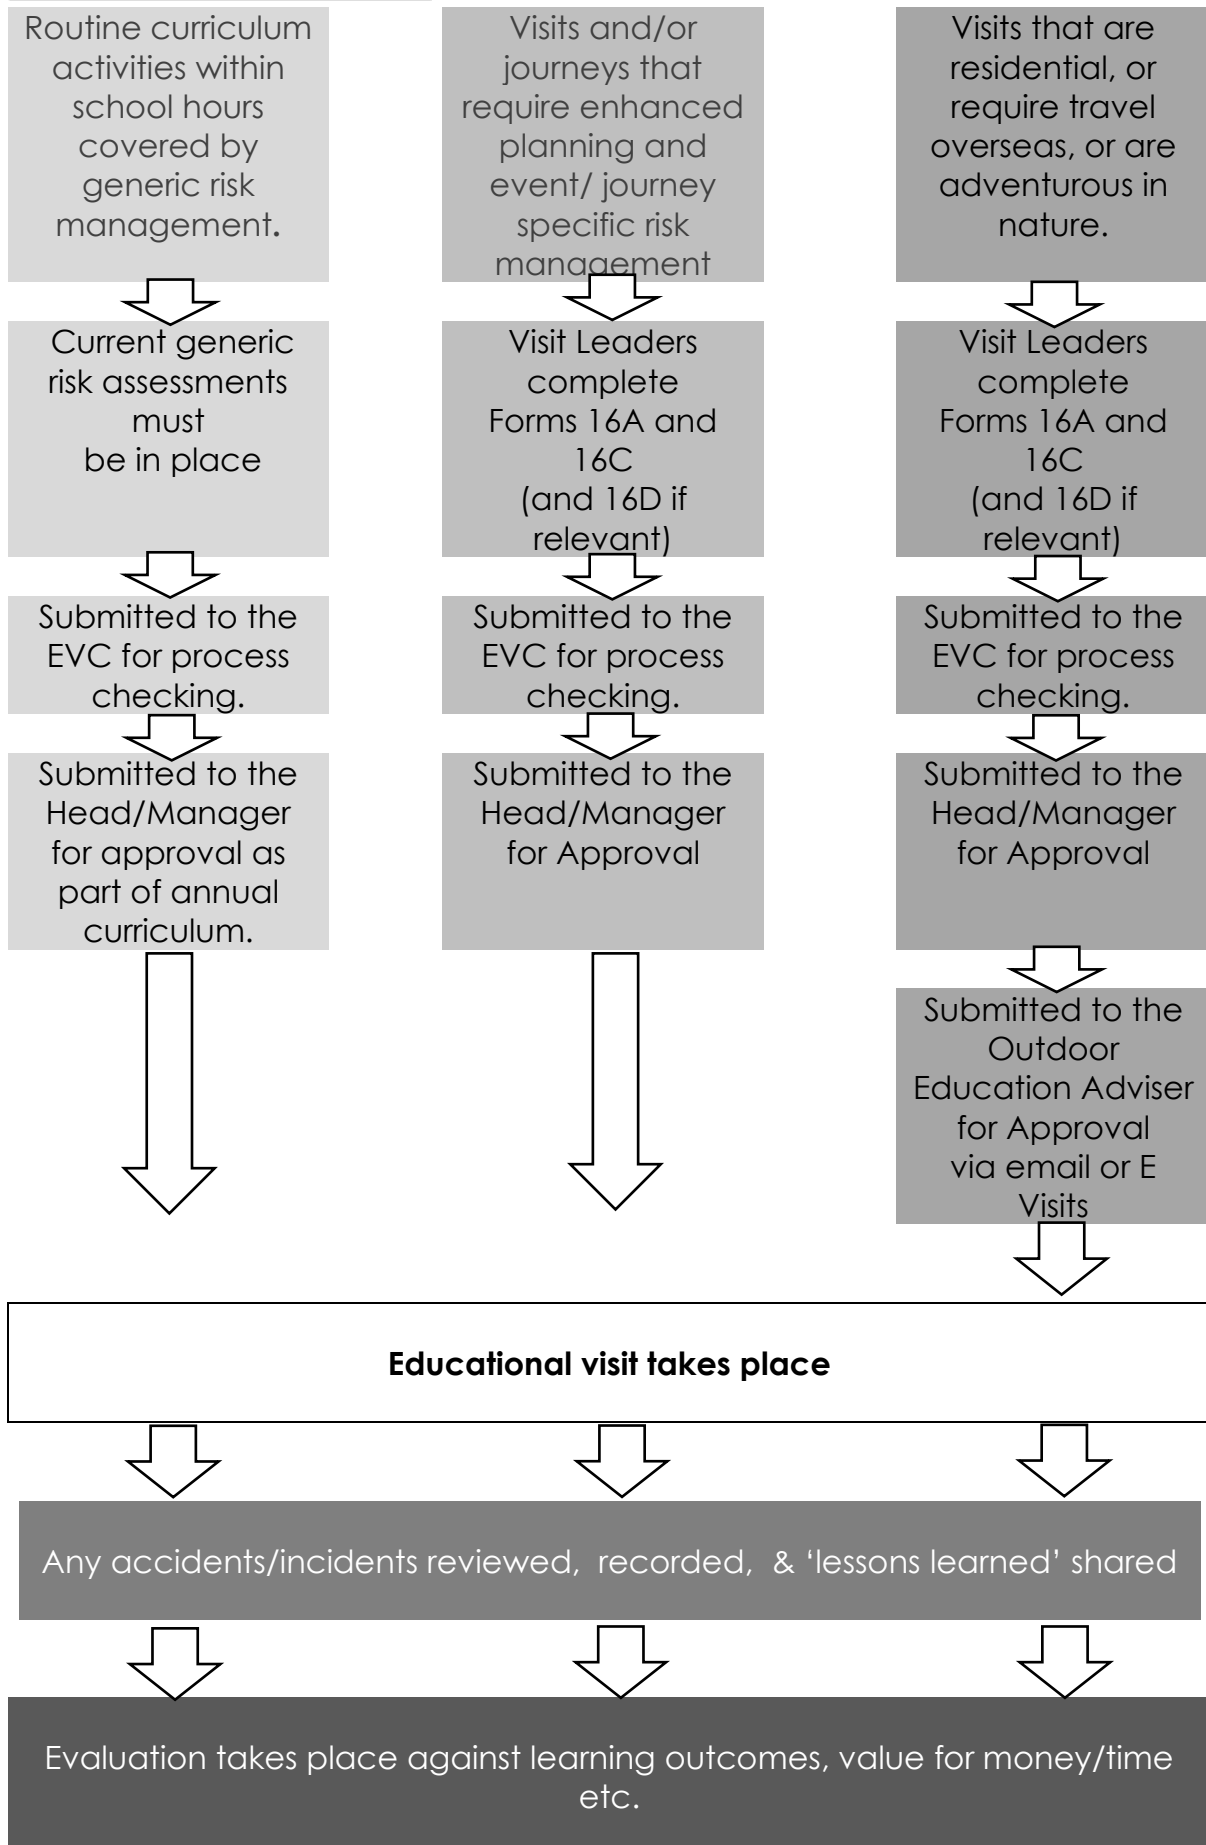 Routine curriculum
activities within
school hours
covered by
generic risk
management.
Visits and/or
journeys that
require enhanced
planning and
event/ journey
specific risk
management
Visits that are
residential, or
require travel
overseas, or are
adventurous in
nature.
Current generic
risk assessments
must
be in place
Visit Leaders
complete
Forms 16A and
16C
(and 16D if
relevant)
Visit Leaders
complete
Forms 16A and
16C
(and 16D if
relevant)
Submitted to the
EVC for process
checking.
Submitted to the
EVC for process
checking.
Submitted to the
EVC for process
checking.
Submitted to the
Head/Manager
for approval as
part of annual
curriculum.
Submitted to the
Head/Manager
for Approval
Submitted to the
Head/Manager
for Approval
Submitted to the
Outdoor
Education Adviser
for Approval
via email or E
Visits
Educational visit takes place
Any accidents/incidents reviewed, recorded, & ‘lessons learned’ shared
Evaluation takes place against learning outcomes, value for money/time
etc.